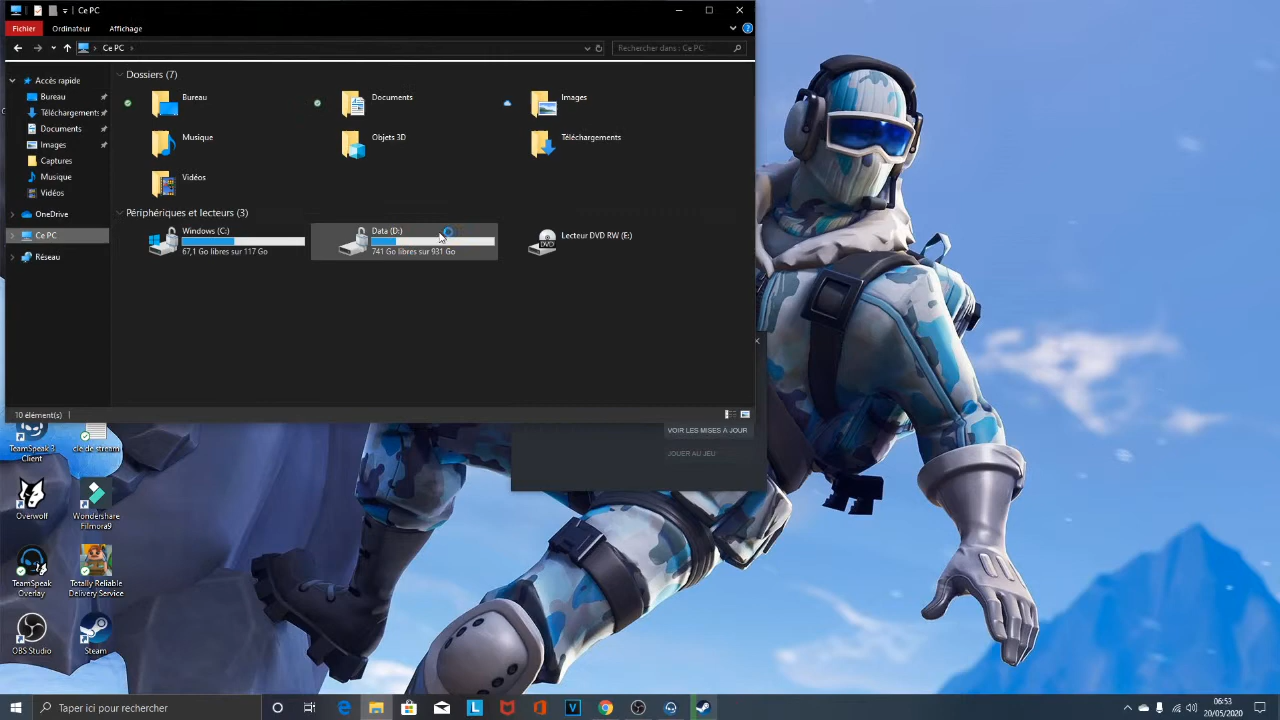 Ce PC
Fichier
Ordinateur
Affichage
Ce PC
Rechercher dans : Ce PC
Accès rapide
Bureau
Téléchargements
Documents
Images
Captures
Musique
Vidéos
OneDrive
Ce PC
Réseau
Dossiers (7)
Bureau
Documents
Images
Musique
Objets 3D
Téléchargements
Vidéos
Périphériques et lecteurs (3)
Windows (C:)
67,1 Go libres sur 117 Go
Data (D:)
741 Go libres sur 931 Go
DVD
Lecteur DVD RW (E:)
10 élément(s)
VOIR LES MISES A JOUR
JOUER AU JEU
TeamSpeak 3
Client
clé de stream
Overwolf
Wondershare
Filmora9
TeamSpeak
Overlay
Totally Reliable
Delivery Service
OBS Studio
Steam
Taper ici pour rechercher
06:53
20/05/2020